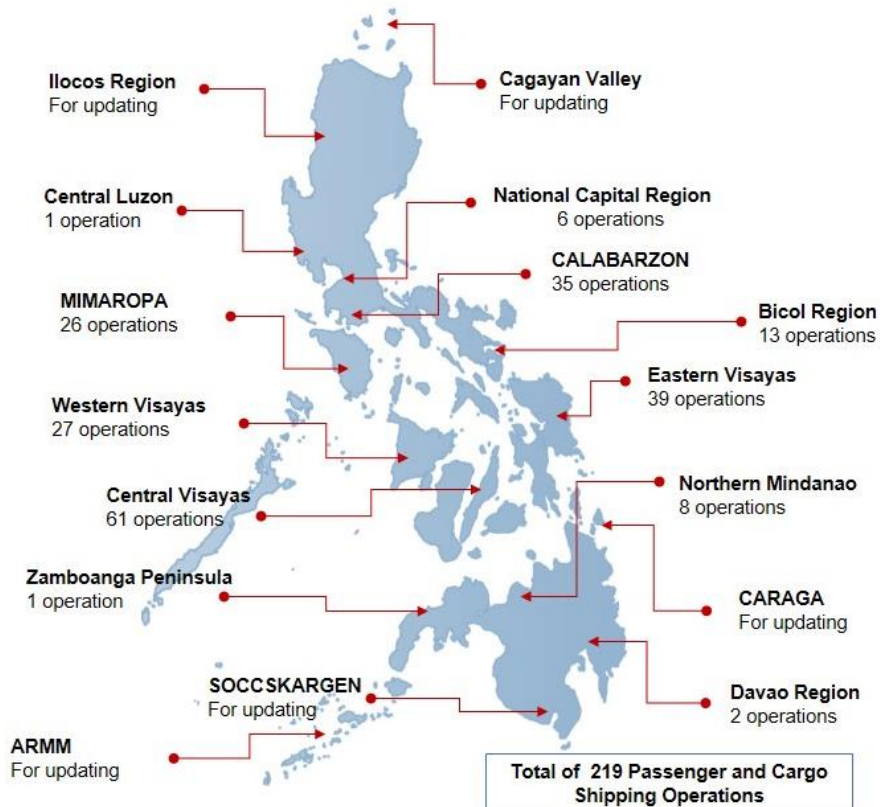 Ilocos Region
For updating
Cagayan Valley
For updating
Central Luzon
1 operation
National Capital Region
6 operations
CALABARZON
35 operations
MIMAROPA
26 operations
Bicol Region
13 operations
Eastern Visayas
39 operations
Western Visayas
27 operations
Northern Mindanao
8 operations
Central Visayas
61 operations
Zamboanga Peninsula
1 operation
CARAGA
For updating
SOCCSKARGEN
For updating
Davao Region
2 operations
ARMM
For updating
Total of 219 Passenger and Cargo
Shipping Operations